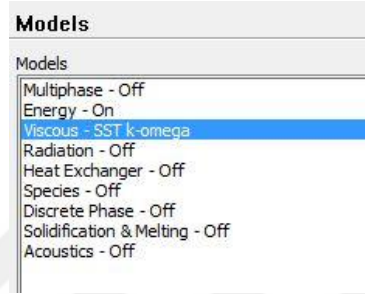 Models
Models
Multiphase - Off
Energy - On
Viscous - SST k-omega
Radiation - Off
Heat Exchanger - Off
Species - Off
Discrete Phase - Off
Solidification & Melting - Off
Acoustics - Off